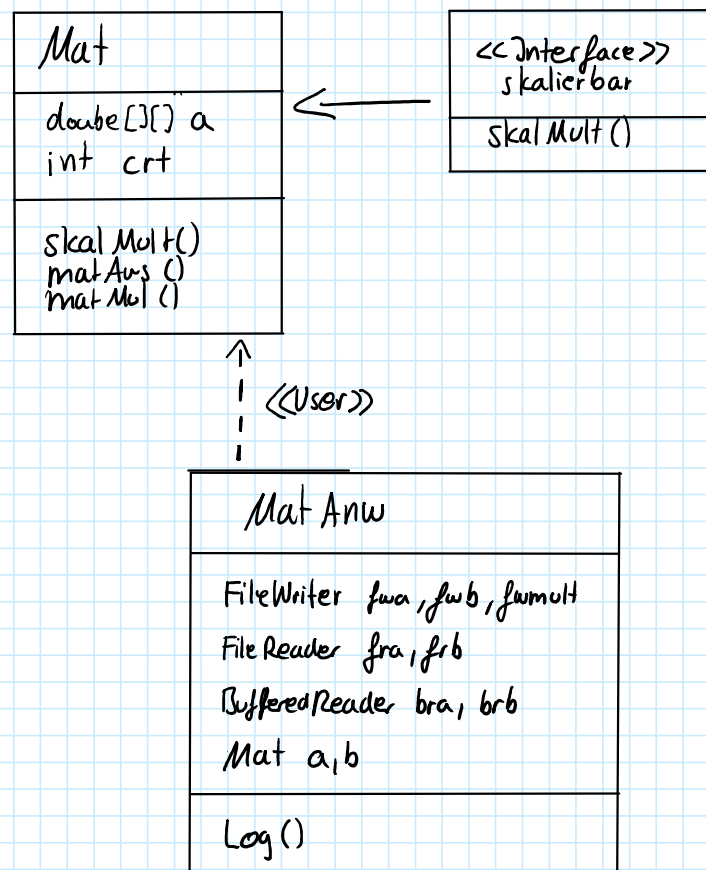 Mat
doube[][] a
int crt
skalMult()
matAus()
matMul()
<<Interface>>
skalierbar
skalMult()
<<User>>
MatAnw
FileWriter fwa, fwb, fwmult
FileReader fra, frb
BufferedReader bra, brb
Mat a, b
Log()